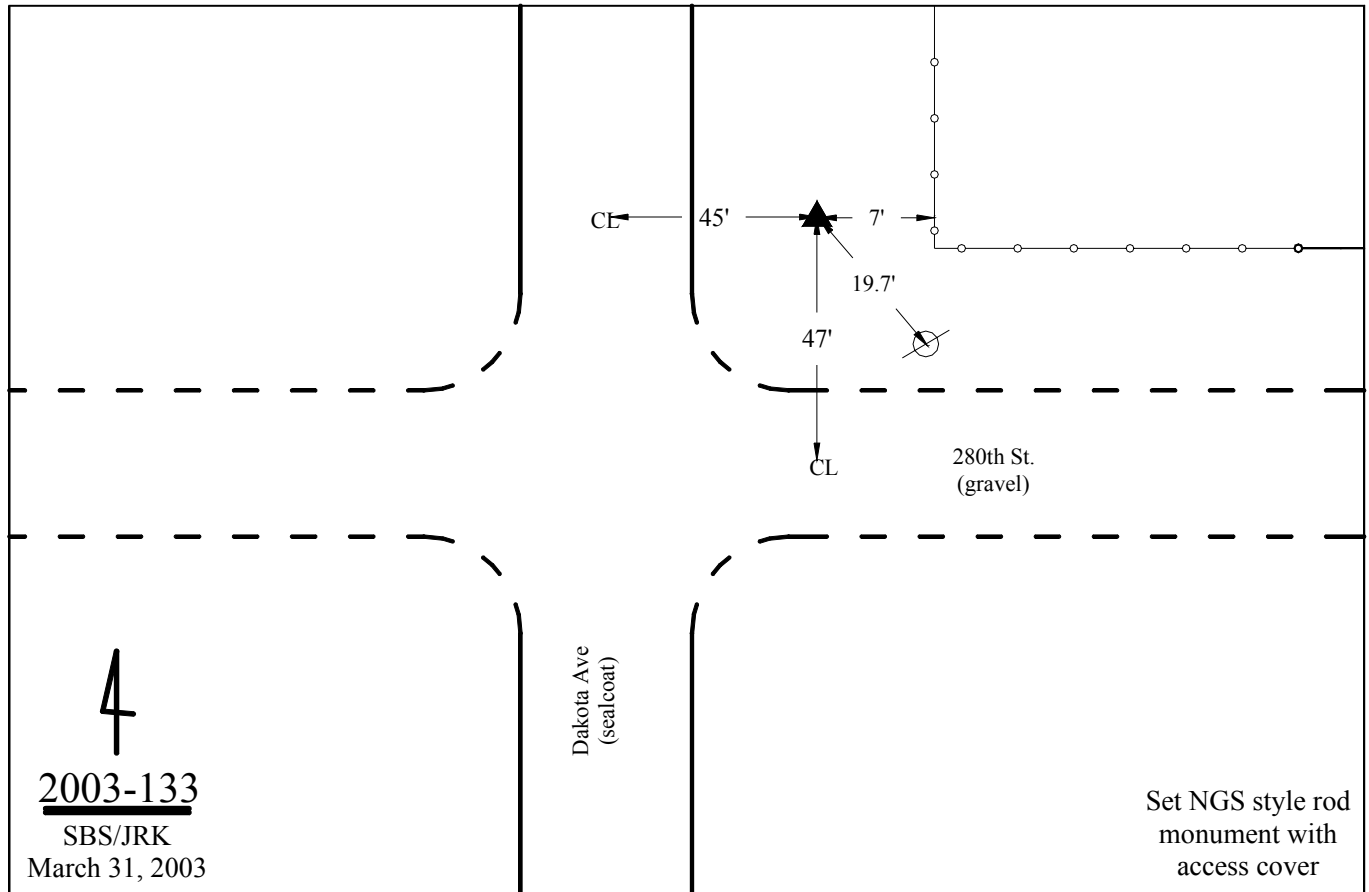 CL
45'
7'
19.7'
47'
CL
280th St.
(gravel)
Dakota Ave
(sealcoat)
2003-133
SBS/JRK
March 31, 2003
Set NGS style rod
monument with
access cover